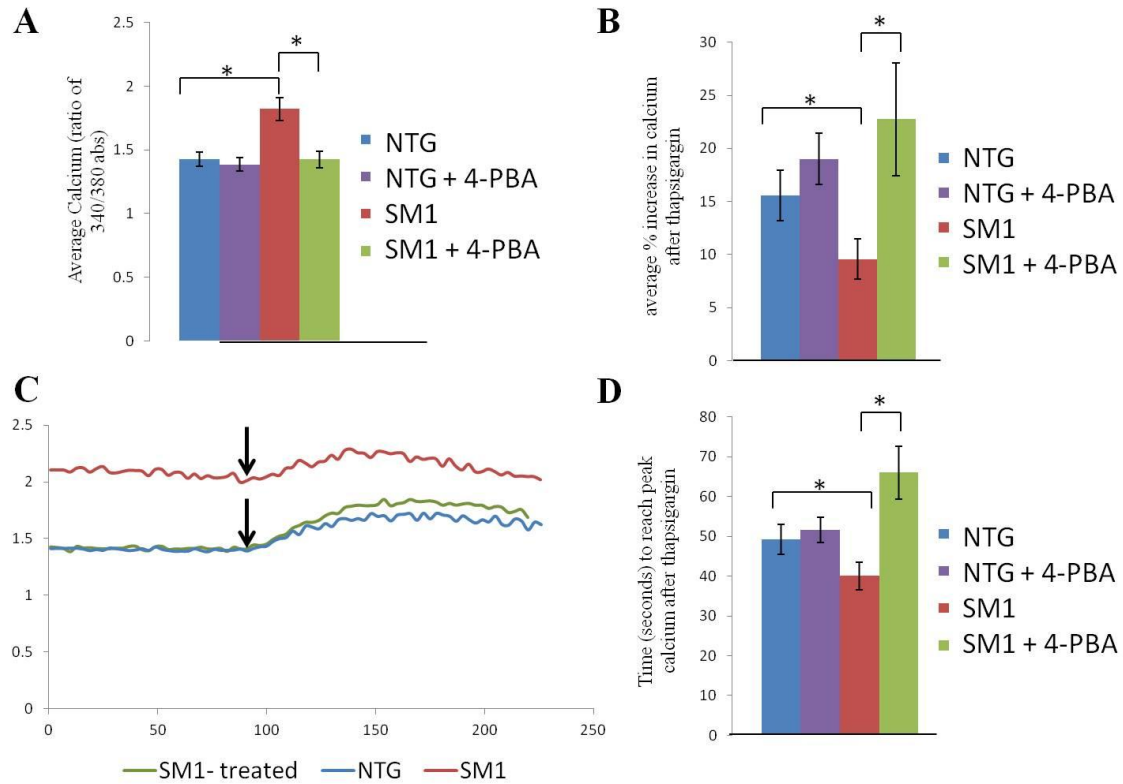 A
Average Calcium (ratio of
340/380 abs)
2.5
2
1.5
1
0.5
0
*
*
NTG
NTG + 4-PBA
SM1
SM1 + 4-PBA
B
average % increase in calcium
after thapsigargin
30
25
20
15
10
5
0
*
*
NTG
NTG + 4-PBA
SM1
SM1 + 4-PBA
C
2.5
2
1.5
1
0.5
0
0
50
100
150
200
250
SM1- treated
NTG
SM1
D
Time (seconds) to reach peak
calcium after thapsigargin
80
70
60
50
40
30
20
10
0
*
*
NTG
NTG + 4-PBA
SM1
SM1 + 4-PBA